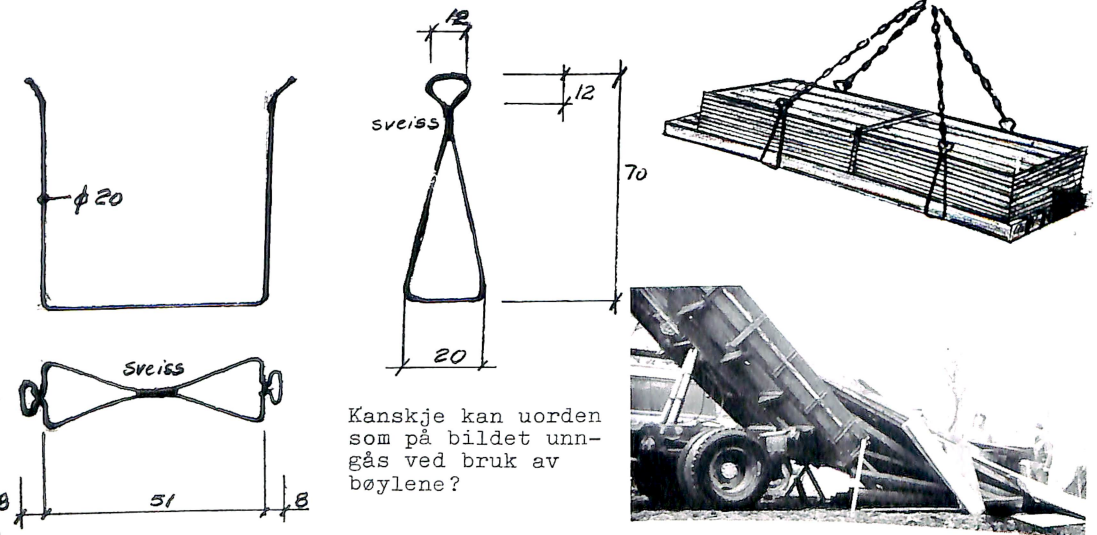 12
12
sveiss
ø 20
70
20
sveiss
8
51
8
Kanskje kan uorden
som på bildet unn-
gås ved bruk av
bøylene?